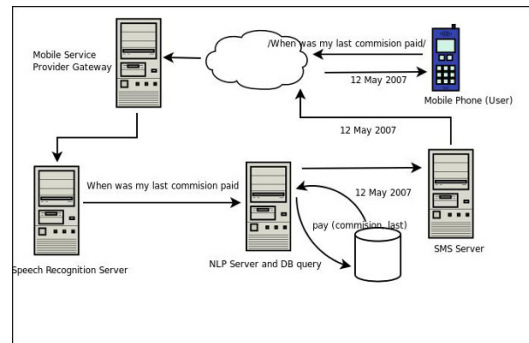 /When was my last commision paid/
Mobile Service
Provider Gateway
12 May 2007
Mobile Phone (User)
12 May 2007
When was my last commision paid
12 May 2007
pay (commision, last)
SMS Server
NLP Server and DB query
Speech Recognition Server